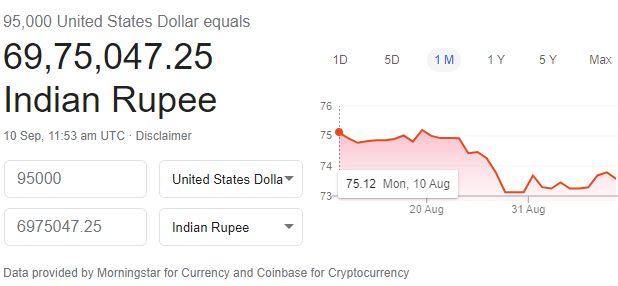 95,000 United States Dollar equals
69,75,047.25
Indian Rupee
10 Sep, 11:53 am UTC · Disclaimer
95000 United States Dolla
6975047.25 Indian Rupee
1D 5D 1 M 1 Y 5 Y Max
76
75
74
73
75.12 Mon, 10 Aug
20 Aug 31 Aug
Data provided by Morningstar for Currency and Coinbase for Cryptocurrency